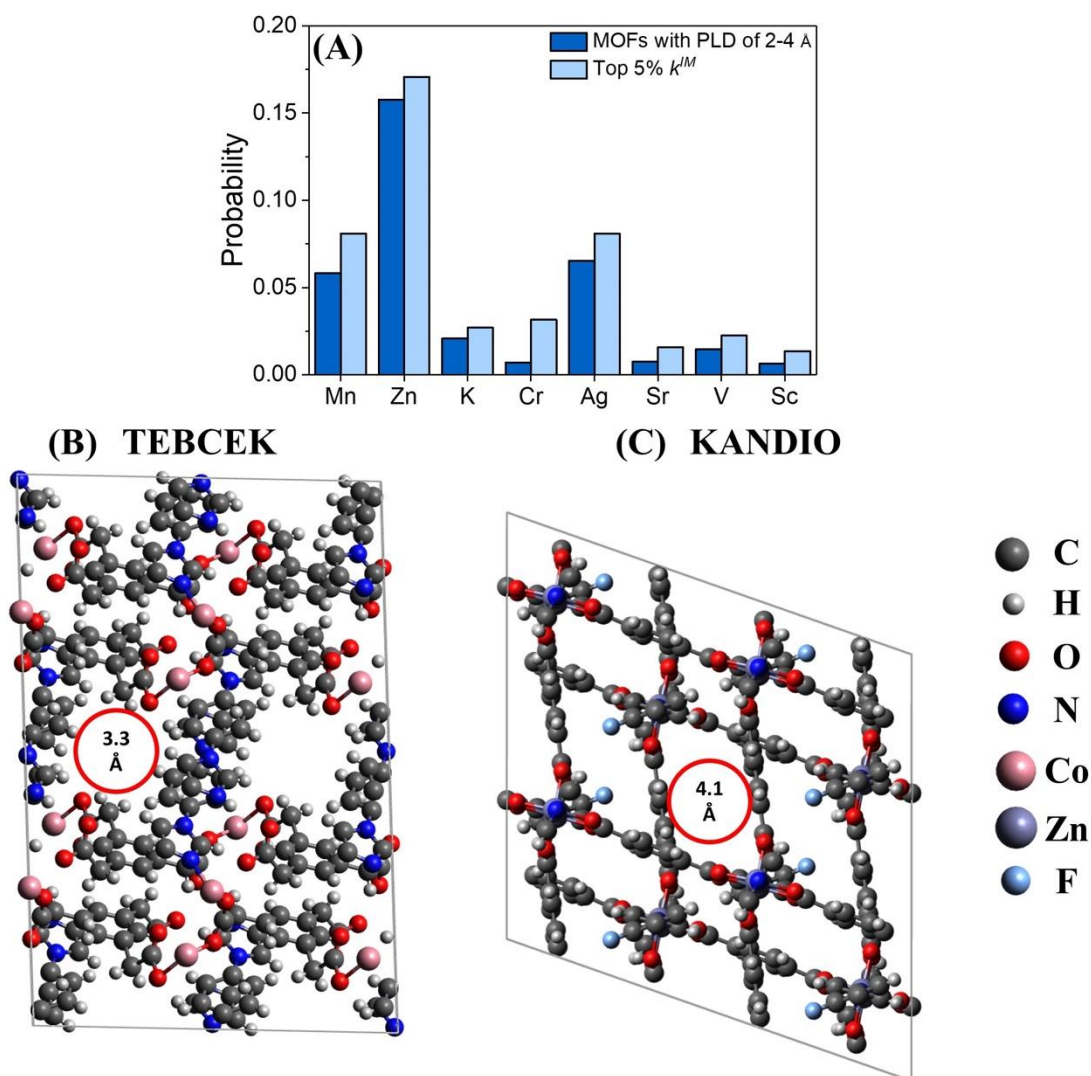 (A)
MOFs with PLD of 2-4 Å
Top 5% k^IM
Probability
0.20
0.15
0.10
0.05
0.00
Mn Zn K Cr Ag Sr V Sc
(B) TEBCEK
(C) KANDIO
3.3
Å
4.1
Å
C
H
O
N
Co
Zn
F